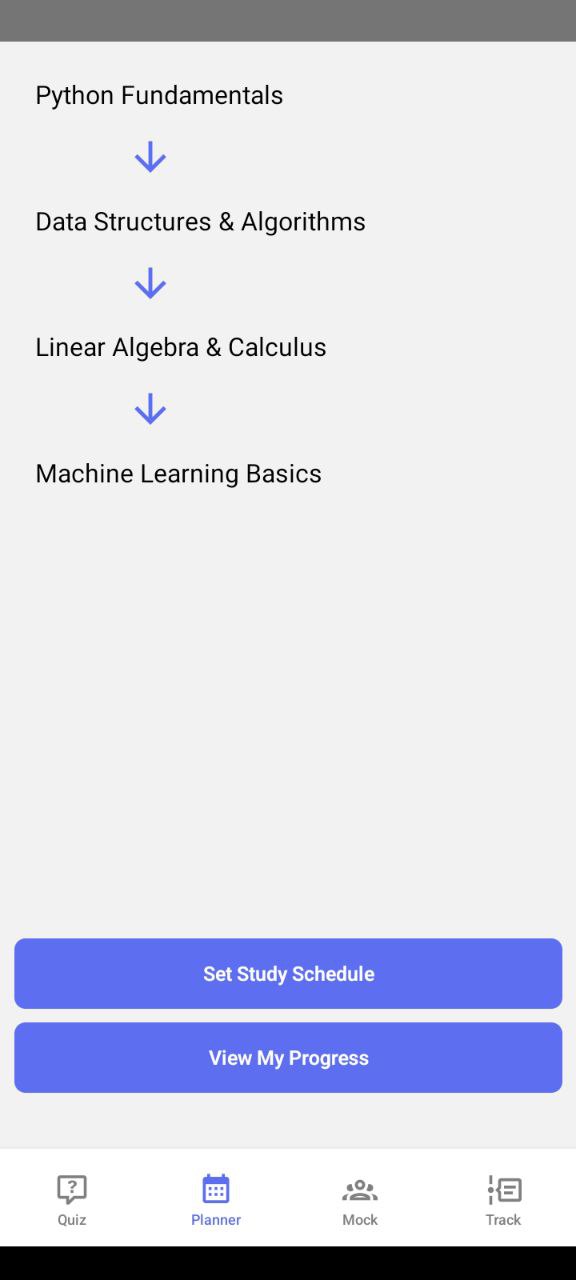 Python Fundamentals
Data Structures & Algorithms
Linear Algebra & Calculus
Machine Learning Basics
Set Study Schedule
View My Progress
Quiz
Planner
Mock
Track